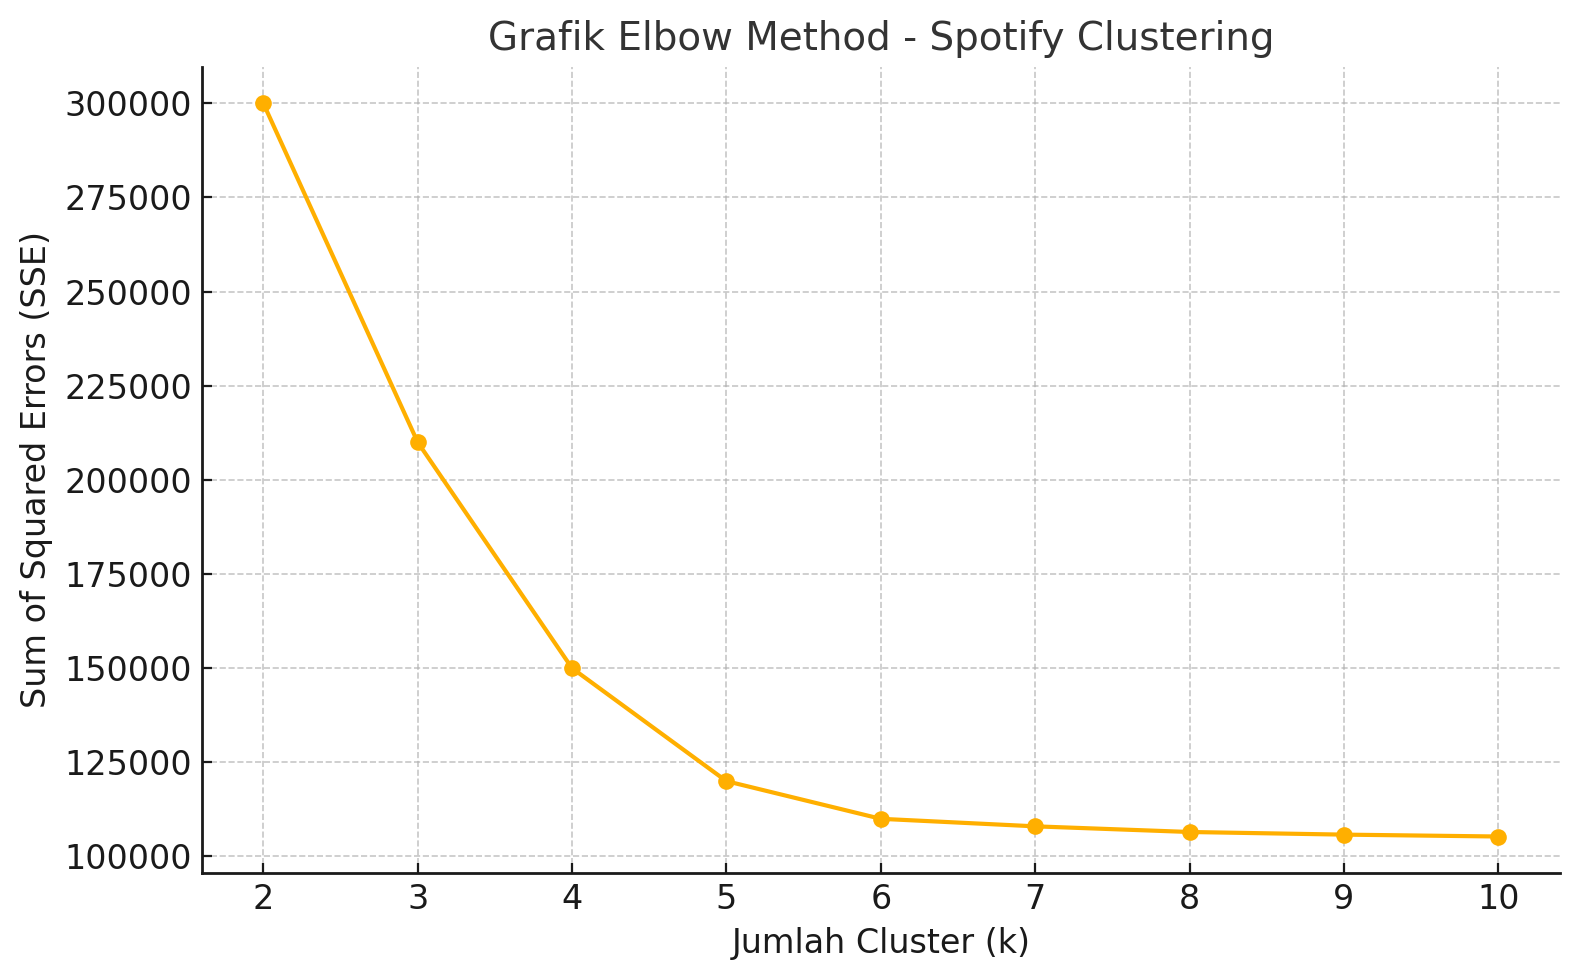 Grafik Elbow Method - Spotify Clustering
300000
275000
250000
225000
200000
175000
150000
125000
100000
Sum of Squared Errors (SSE)
2 3 4 5 6 7 8 9 10
Jumlah Cluster (k)